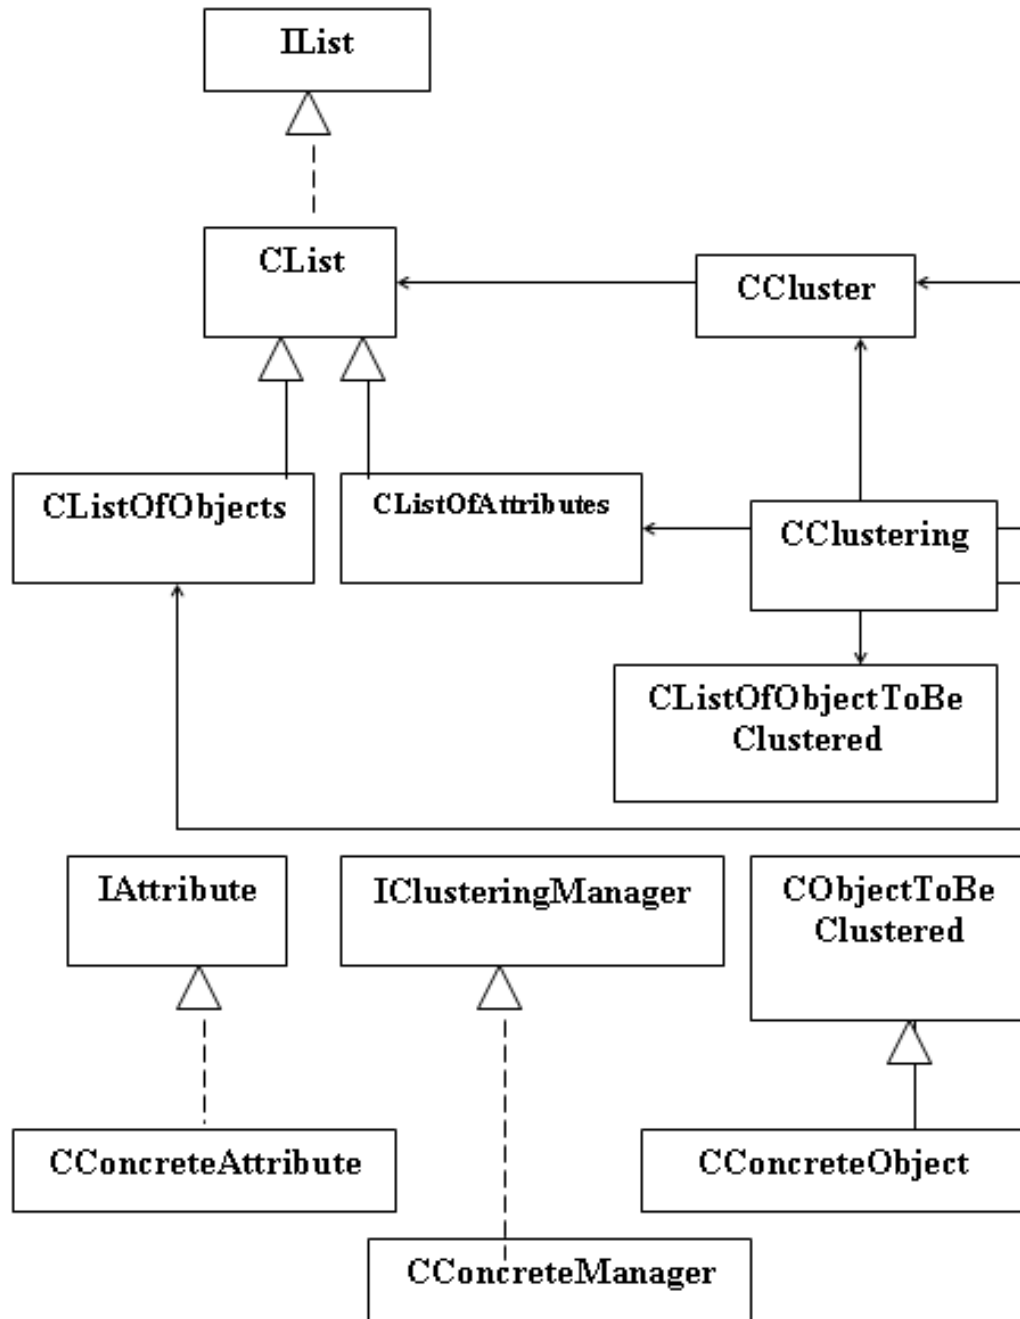 IList
CList
CCluster
CListOfObjects
CListOfAttributes
CClustering
CListOfObjectToBe
Clustered
IAttribute
IClusteringManager
CObjectToBe
Clustered
CConcreteAttribute
CConcreteObject
CConcreteManager